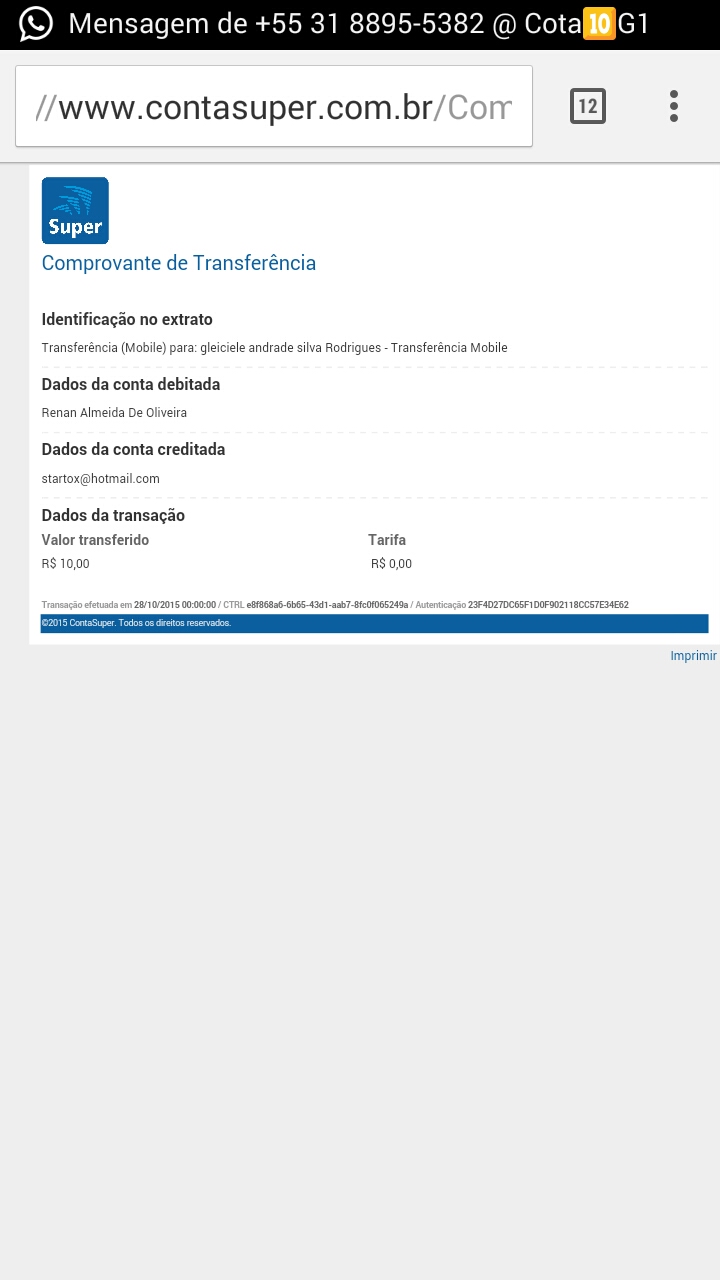 Mensagem de +55 31 8895-5382 @ Cota🔟G1
//www.contasuper.com.br/Com
12
Super
Comprovante de Transferência
Identificação no extrato
Transferência (Mobile) para: gleiciele andrade silva Rodrigues - Transferência Mobile
Dados da conta debitada
Renan Almeida De Oliveira
Dados da conta creditada
startox@hotmail.com
Dados da transação
Valor transferido Tarifa
R$ 10,00 R$ 0,00
Transação efetuada em 28/10/2015 00:00:00 / CTRL e8f868a6-6b65-43d1-aab7-8fc0f065249a / Autenticação 23F4D27DC65F1D0F902118CC57E34E62
©2015 ContaSuper. Todos os direitos reservados.
Imprimir